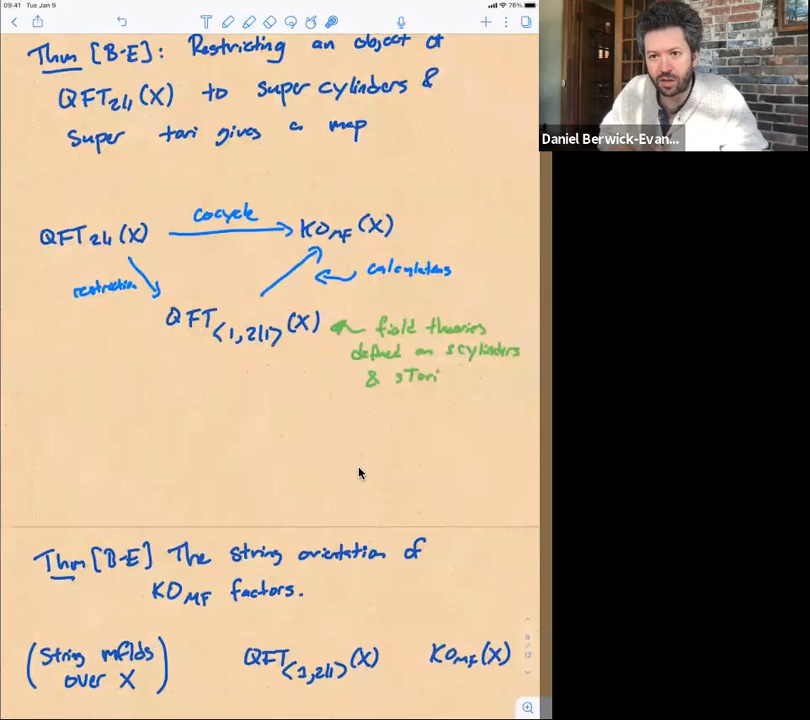 09:41 Tue Jan 9
76%
Thm [B-E]: Restricting an object of
QFT2|1(X) to super cylinders &
super tori gives a map
cocycle
QFT2|1(X) KOMF(X)
restriction
calculations
QFT<1,2|1>(X)
field theories
defined on scylinders
& sTori
Thm [B-E] The string orientation of
KOMF factors.
(String mflds
over X)
QFT<1,2|1>(X) KOMF(X)
Daniel Berwick-Evan...